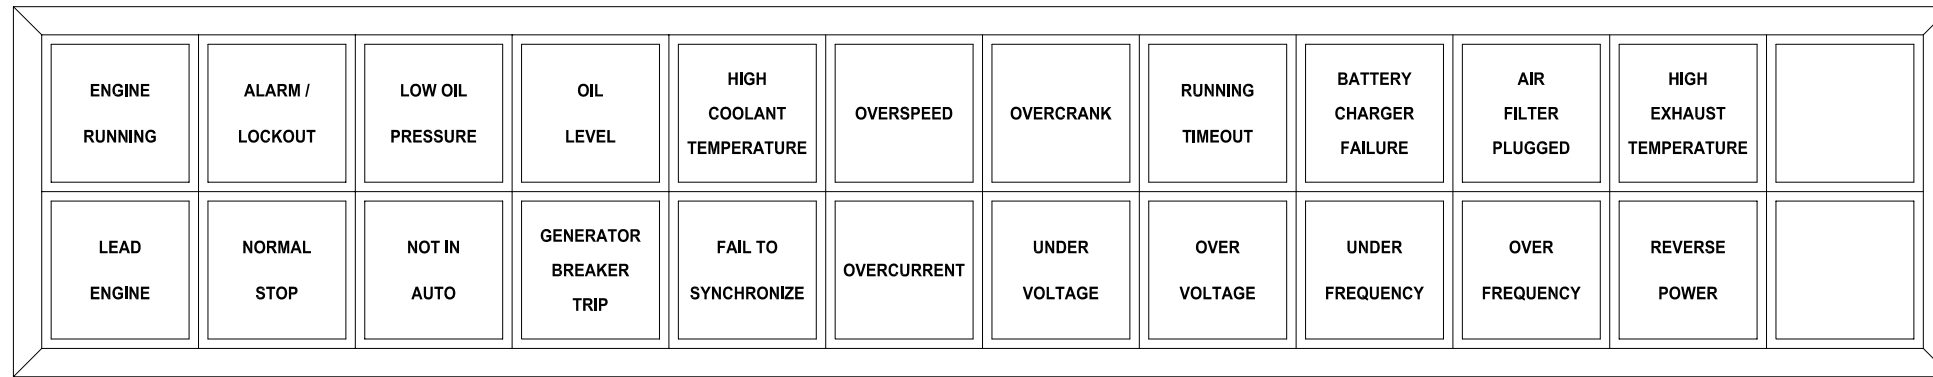 ENGINE
RUNNING
ALARM /
LOCKOUT
LOW OIL
PRESSURE
OIL
LEVEL
HIGH
COOLANT
TEMPERATURE
OVERSPEED
OVERCRANK
RUNNING
TIMEOUT
BATTERY
CHARGER
FAILURE
AIR
FILTER
PLUGGED
HIGH
EXHAUST
TEMPERATURE
LEAD
ENGINE
NORMAL
STOP
NOT IN
AUTO
GENERATOR
BREAKER
TRIP
FAIL TO
SYNCHRONIZE
OVERCURRENT
UNDER
VOLTAGE
OVER
VOLTAGE
UNDER
FREQUENCY
OVER
FREQUENCY
REVERSE
POWER